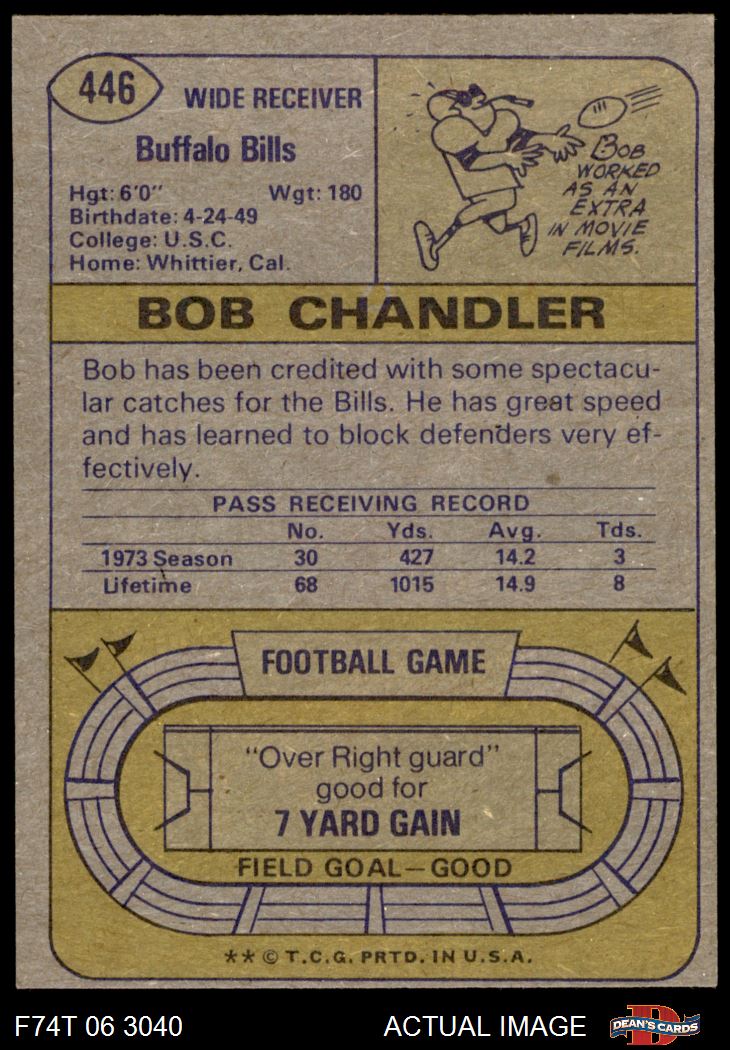 446
WIDE RECEIVER
Buffalo Bills
Hgt: 6'0" Wgt: 180
Birthdate: 4-24-49
College: U.S.C.
Home: Whittier, Cal.
BOB
WORKED
AS AN
EXTRA
IN MOVIE
FILMS.
BOB CHANDLER
Bob has been credited with some spectacu-
lar catches for the Bills. He has great speed
and has learned to block defenders very ef-
fectively.
PASS RECEIVING RECORD
No. Yds. Avg. Tds.
1973 Season 30 427 14.2 3
Lifetime 68 1015 14.9 8
FOOTBALL GAME
"Over Right guard"
good for
7 YARD GAIN
FIELD GOAL—GOOD
** © T.C.G. PRTD. IN U.S.A.
F74T 06 3040 ACTUAL IMAGE
D
DEAN'S CARDS